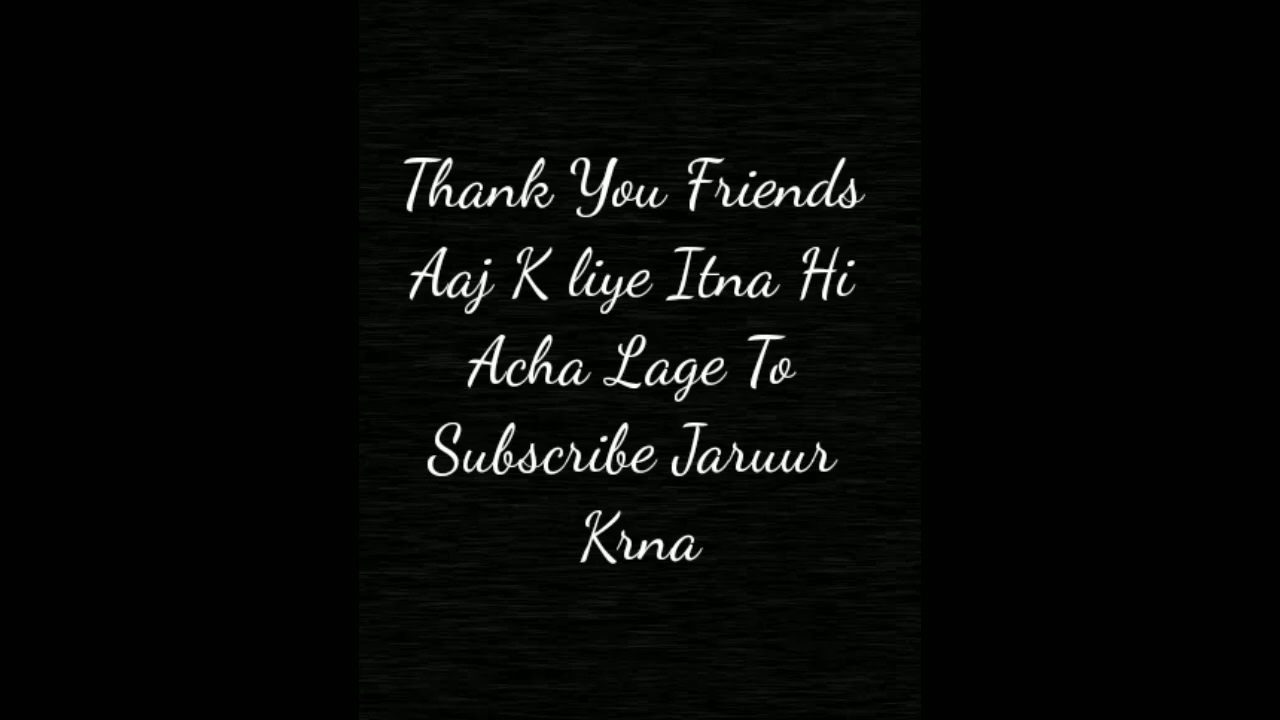 Thank You Friends
Aaj K liye Itna Hi
Acha Lage To
Subscribe Jaruur
Krna